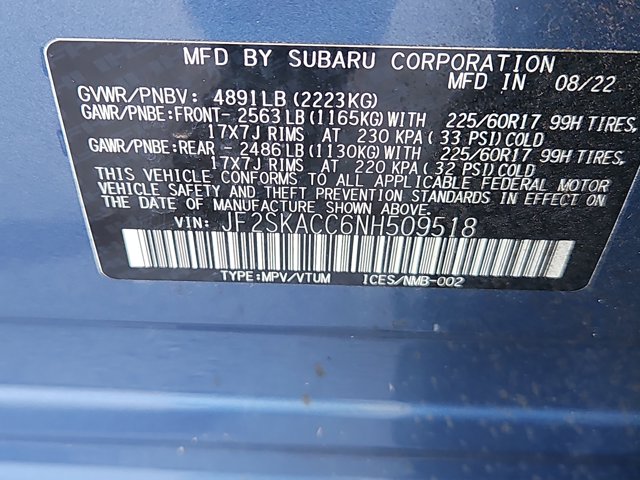 MFD BY SUBARU CORPORATION
MFD IN 08/22
GVWR/PNBV: 4891LB(2223KG)
GAWR/PNBE:FRONT- 2563LB(1165KG)WITH 225/60R17 99H TIRES,
17X7J RIMS AT 230 KPA(33 PSI)COLD
GAWR/PNBE:REAR - 2486LB(1130KG)WITH 225/60R17 99H TIRES,
17X7J RIMS AT 220 KPA(32 PSI)COLD
THIS VEHICLE CONFORMS TO ALL APPLICABLE FEDERAL MOTOR
VEHICLE SAFETY AND THEFT PREVENTION STANDARDS IN EFFECT ON
THE DATE OF MANUFACTURE SHOWN ABOVE.
VIN: JF2SKACC6NH509518
TYPE:MPV/VTUM ICES/NMB-002